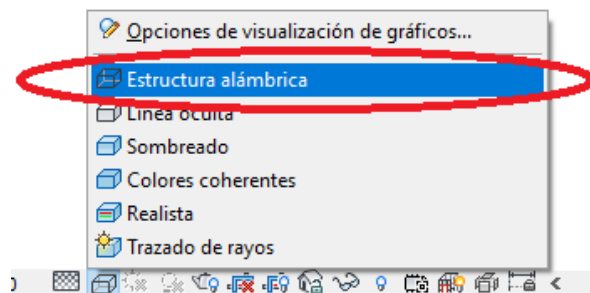 Opciones de visualización de gráficos...
Estructura alámbrica
Línea oculta
Sombreado
Colores coherentes
Realista
Trazado de rayos